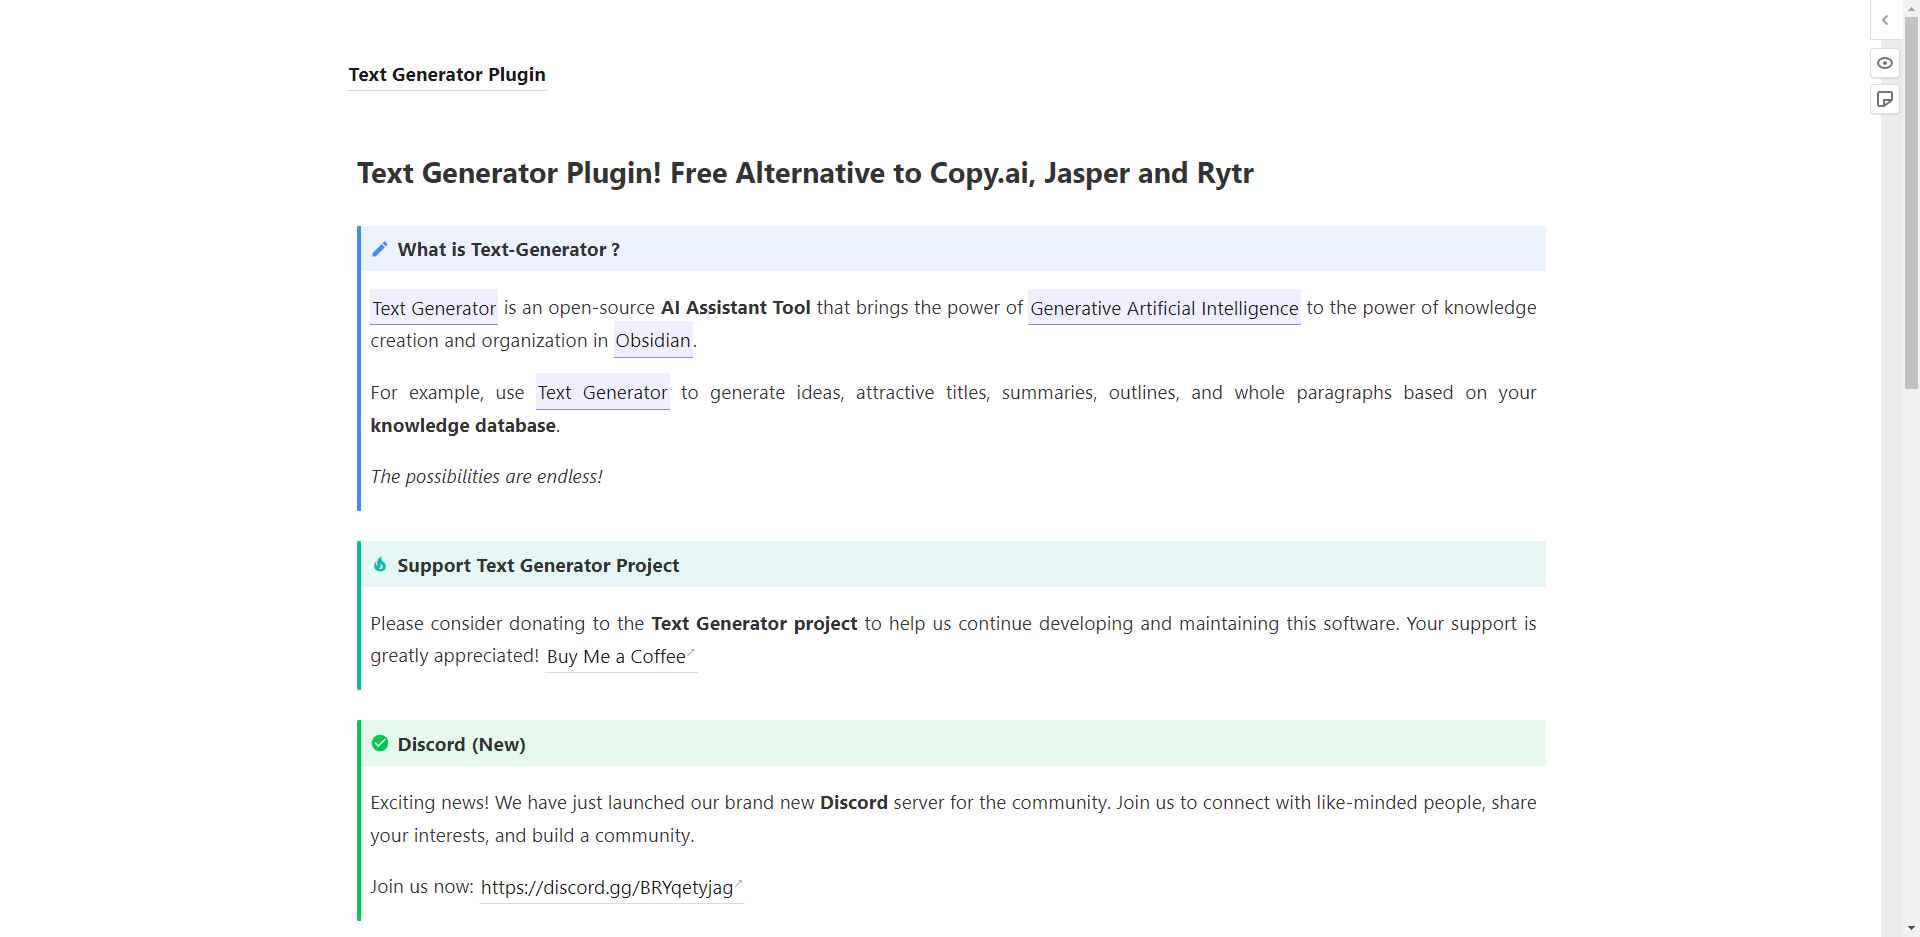 Text Generator Plugin
Text Generator Plugin! Free Alternative to Copy.ai, Jasper and Rytr
What is Text-Generator ?
Text Generator is an open-source AI Assistant Tool that brings the power of Generative Artificial Intelligence to the power of knowledge
creation and organization in Obsidian.
For example, use Text Generator to generate ideas, attractive titles, summaries, outlines, and whole paragraphs based on your
knowledge database.
The possibilities are endless!
Support Text Generator Project
Please consider donating to the Text Generator project to help us continue developing and maintaining this software. Your support is
greatly appreciated! Buy Me a Coffee
Discord (New)
Exciting news! We have just launched our brand new Discord server for the community. Join us to connect with like-minded people, share
your interests, and build a community.
Join us now: https://discord.gg/BRYqetyjag